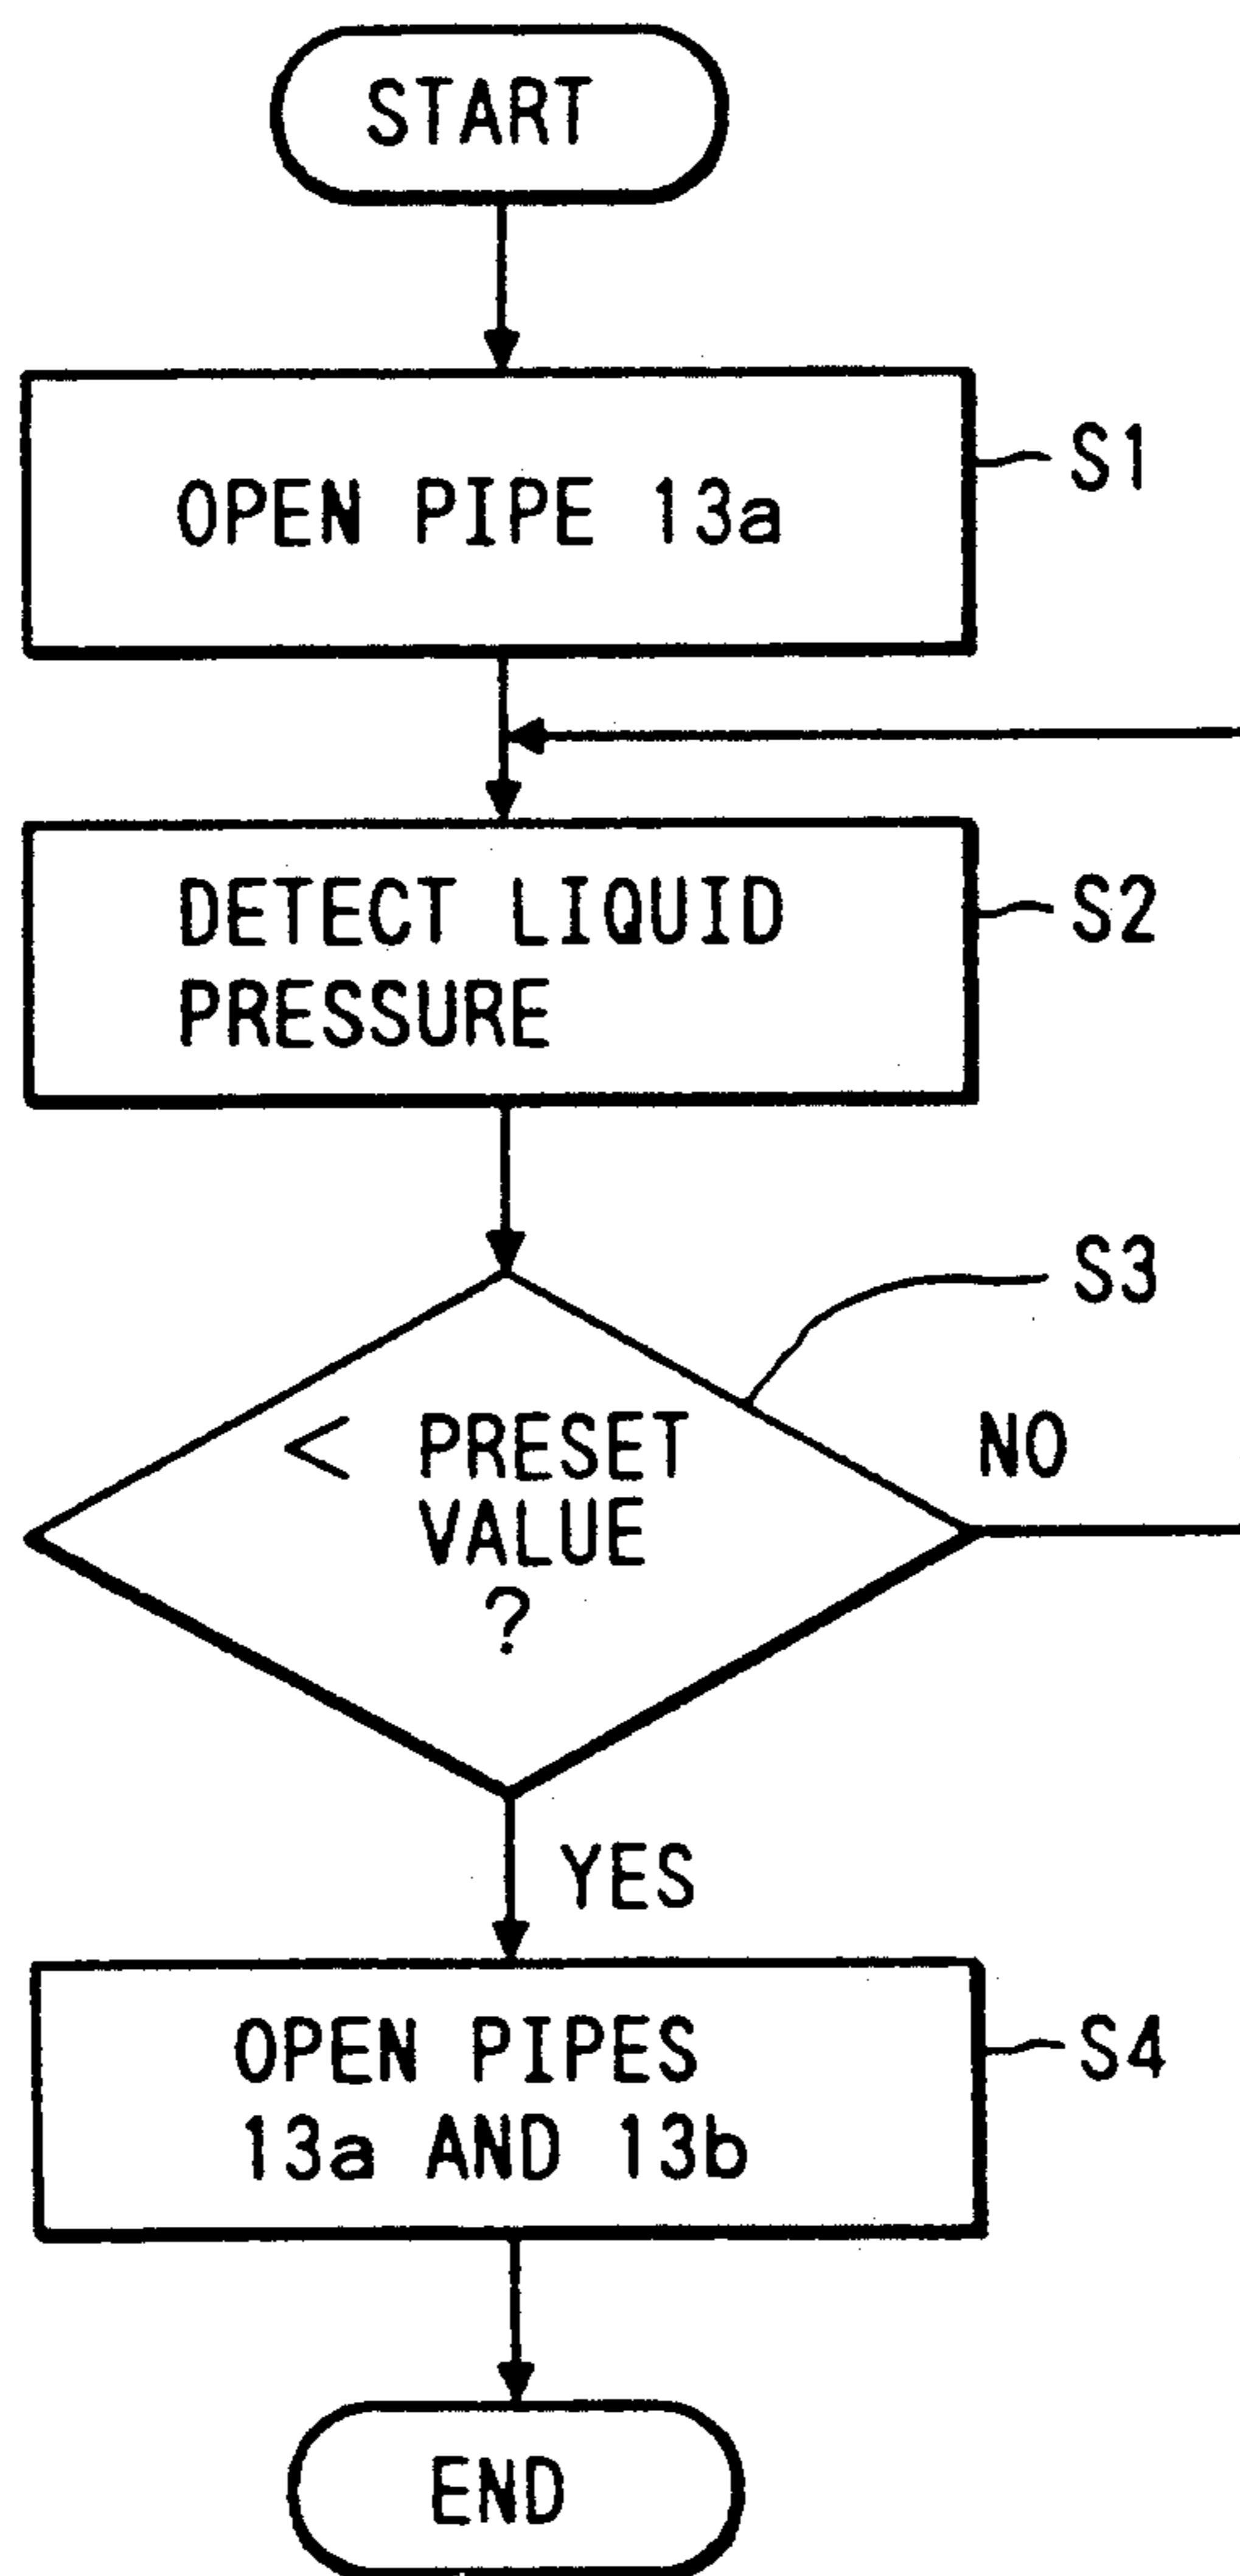 START
OPEN PIPE 13a
S1
DETECT LIQUID
PRESSURE
S2
S3
< PRESET
VALUE
?
NO
YES
OPEN PIPES
13a AND 13b
S4
END